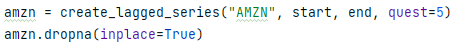 amzn = create_lagged_series("AMZN", start, end, quest=5)
amzn.dropna(inplace=True)